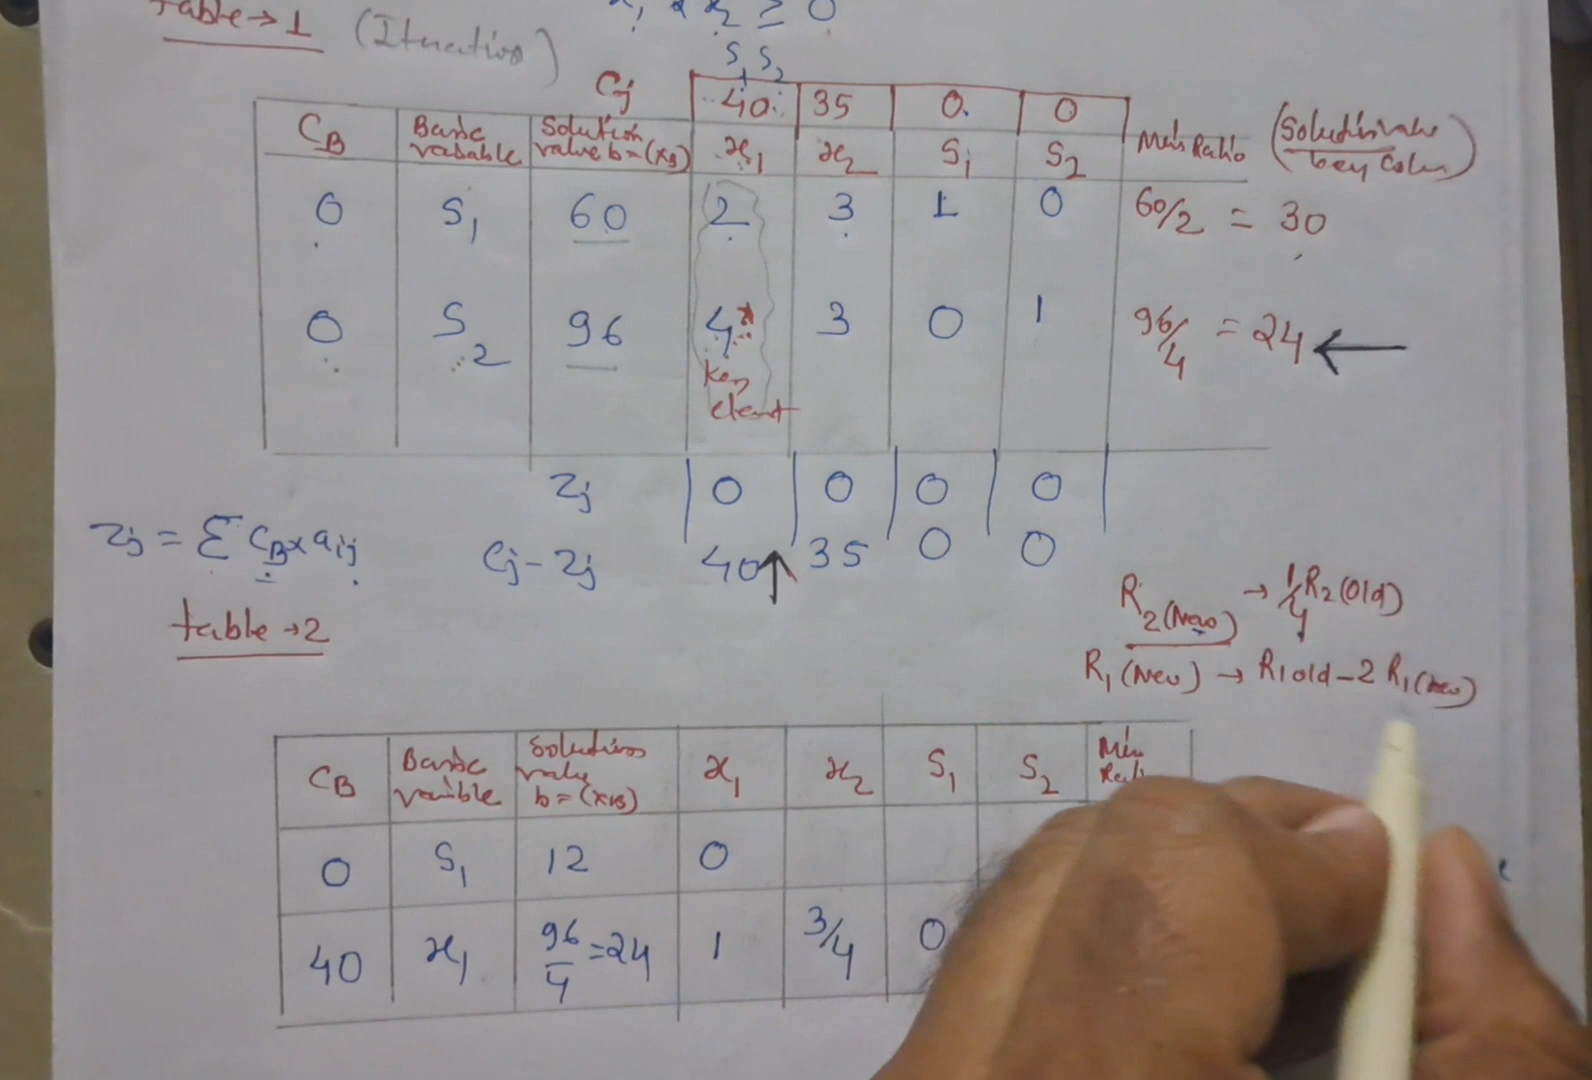 Table → 1 (Iteration)
x1, x2 ≥ 0
S1 S2
Cj 40 35 0 0
CB Basic variable Solution value b=(XB) x1 x2 S1 S2 Min Ratio (Solution value / key Colum)
0 S1 60 2 3 1 0 60/2 = 30
0 S2 96 4* 3 0 1 96/4 = 24 ←
key
element
Zj 0 0 0 0
Zj = Σ CB x aij Cj - Zj 40 ↑ 35 0 0
R2(New) → 1/4 R2(Old)
table → 2
R1(New) → R1old - 2 R1(new)
CB Basic variable Solution value b=(XB) x1 x2 S1 S2 Min
0 S1 12 0
40 x1 96/4 = 24 1 3/4 0